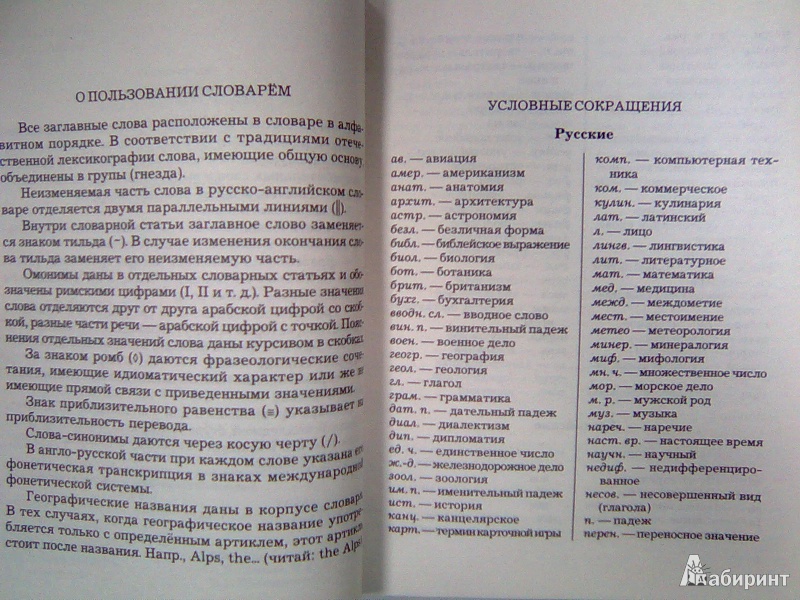 О ПОЛЬЗОВАНИИ СЛОВАРЁМ
Все заглавные слова расположены в словаре в алфа-
витном порядке. В соответствии с традициями отече-
ственной лексикографии слова, имеющие общую основу,
объединены в групы (гнезда).
Неизменяемая часть слова в русско-английском сло-
варе отделяется двумя параллельными линиями (‖).
Внутри словарной статьи заглавное слово заменяет-
ся знаком тильда (~). В случае изменения окончания сло-
ва тильда заменяет его неизменяемую часть.
Омонимы даны в отдельных словарных статьях и обо-
значены римскими цифрами (I, II и т. д.). Разные значения
слова отделяются друг от друга арабской цифрой со скоб-
кой, разные части речи — арабской цифрой с точкой. Пояс-
нения отдельных значений слова даны курсивом в скобках.
За знаком ромб (◊) даются фразеологические соче-
тания, имеющие идиоматический характер или же не
имеющие прямой связи с приведенными значениями.
Знак приблизительного равенства (≅) указывает на
приблизительность перевода.
Слова-синонимы даются через косую черту (/).
В англо-русской части при каждом слове указана его
фонетическая транскрипция в знаках международной
фонетической системы.
Географические названия даны в корпусе словаря.
В тех случаях, когда географическое название употре-
бляется только с определённым артиклем, этот артикль
стоит после названия. Напр., Alps, the... (читай: the Alps)
УСЛОВНЫЕ СОКРАЩЕНИЯ
Русские
ав. — авиация
амер. — американизм
анат. — анатомия
архит. — архитектура
астр. — астрономия
безл. — безличная форма
библ. — библейское выражение
биол. — биология
бот. — ботаника
брит. — британизм
бухг. — бухгалтерия
вводн. сл. — вводное слово
вин. п. — винительный падеж
воен. — военное дело
геогр. — география
геол. — геология
гл. — глагол
грам. — грамматика
дат. п. — дательный падеж
диал. — диалектизм
дип. — дипломатия
ед. ч. — единственное число
ж.-д. — железнодорожное дело
зоол. — зоология
им. п. — именительный падеж
ист. — история
канц. — канцелярское
карт. — термин карточной игры
комп. — компьютерная тех-
ника
ком. — коммерческое
кулин. — кулинария
лат. — латинский
л. — лицо
лингв. — лингвистика
лит. — литературное
мат. — математика
мед. — медицина
межд. — междометие
мест. — местоимение
метео — метеорология
минер. — минералогия
миф. — мифология
мн. ч. — множественное число
мор. — морское дело
м. р. — мужской род
муз. — музыка
нареч. — наречие
наст. вр. — настоящее время
научн. — научный
недиф. — недифференциро-
ванное
несов. — несовершенный вид
(глагола)
п. — падеж
перен. — переносное значение
Лабиринт